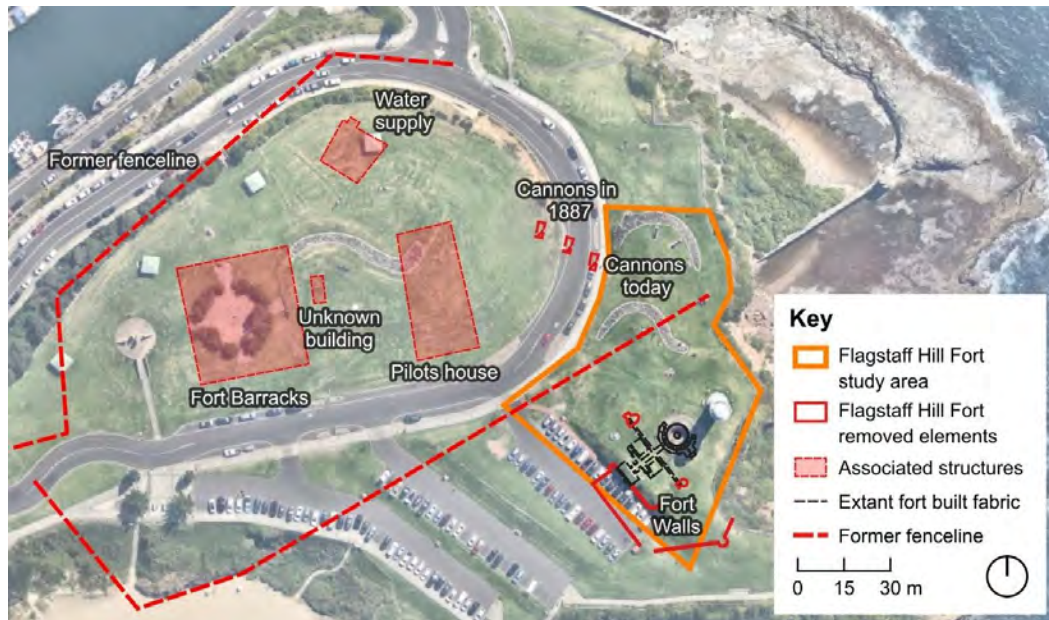 Water
supply
Former fenceline
Cannons in
1887
Cannons
today
Unknown
building
Pilots house
Fort Barracks
Fort
Walls
Key
Flagstaff Hill Fort
study area
Flagstaff Hill Fort
removed elements
Associated structures
Extant fort built fabric
Former fenceline
0 15 30 m